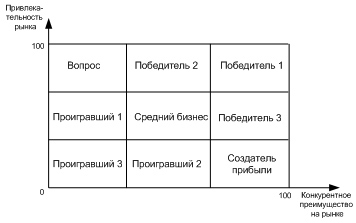 Привлека-
тельность
рынка
100
Вопрос
Победитель 2
Победитель 1
Проигравший 1
Средний бизнес
Победитель 3
Проигравший 3
Проигравший 2
Создатель
прибыли
0
100
Конкурентное
преимущество
на рынке